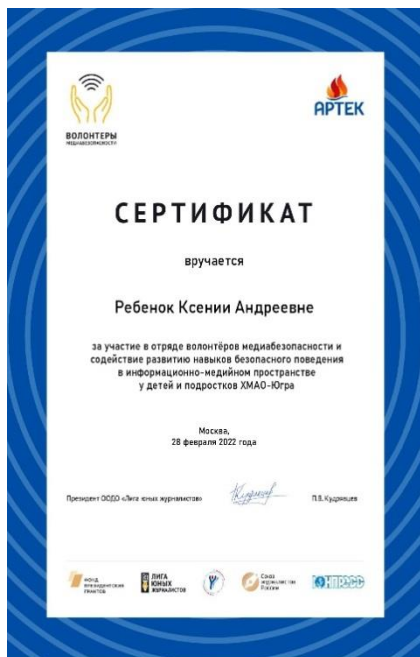 ВОЛОНТЕРЫ
МЕДИАБЕЗОПАСНОСТИ
АРТЕК
СЕРТИФИКАТ
вручается
Ребенок Ксении Андреевне
за участие в отряде волонтёров медиабезопасности и
содействие развитию навыков безопасного поведения
в информационно-медийном пространстве
у детей и подростков ХМАО-Югра
Москва,
28 февраля 2022 года
Президент ООДО «Лига юных журналистов»
П.В. Кудрявцев
ФОНД
ПРЕЗИДЕНТСКИХ
ГРАНТОВ
ЛИГА
ЮНЫХ
ЖУРНАЛИСТОВ
Союз
журналистов
России
ЮНПРЕСС